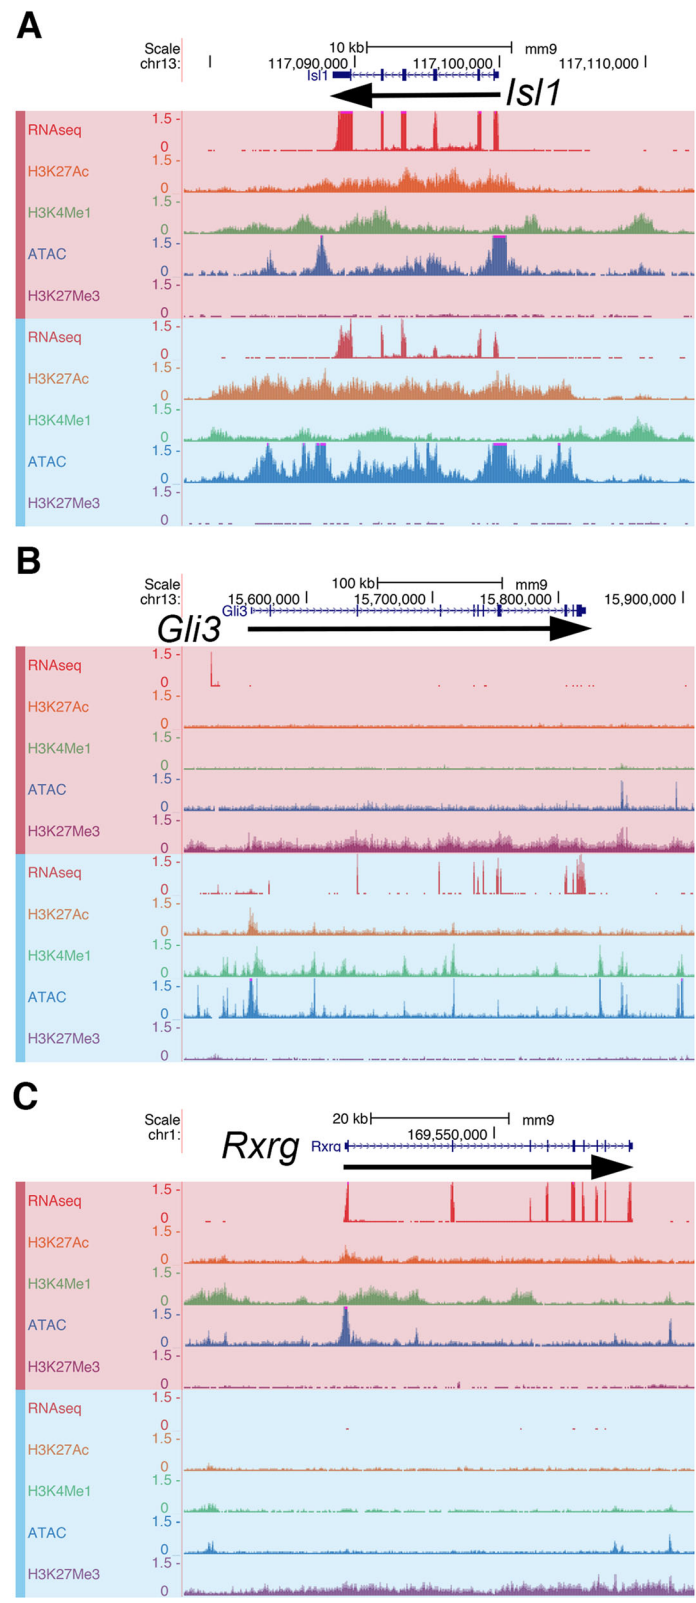 A
Scale 10 kb mm9
chr13: 117,090,000 117,100,000 117,110,000
Isl1
Isl1
RNAseq 1.5 - 0
H3K27Ac 1.5 - 0
H3K4Me1 1.5 - 0
ATAC 1.5 - 0
H3K27Me3 1.5 - 0
RNAseq 1.5 - 0
H3K27Ac 1.5 - 0
H3K4Me1 1.5 - 0
ATAC 1.5 - 0
H3K27Me3 1.5 - 0
B
Scale 100 kb mm9
chr13: 15,600,000 15,700,000 15,800,000 15,900,000
Gli3
Gli3
RNAseq 1.5 - 0
H3K27Ac 1.5 - 0
H3K4Me1 1.5 - 0
ATAC 1.5 - 0
H3K27Me3 1.5 - 0
RNAseq 1.5 - 0
H3K27Ac 1.5 - 0
H3K4Me1 1.5 - 0
ATAC 1.5 - 0
H3K27Me3 1.5 - 0
C
Scale 20 kb mm9
chr1: 169,550,000
Rxrg Rxrg
RNAseq 1.5 - 0
H3K27Ac 1.5 - 0
H3K4Me1 1.5 - 0
ATAC 1.5 - 0
H3K27Me3 1.5 - 0
RNAseq 1.5 - 0
H3K27Ac 1.5 - 0
H3K4Me1 1.5 - 0
ATAC 1.5 - 0
H3K27Me3 1.5 - 0